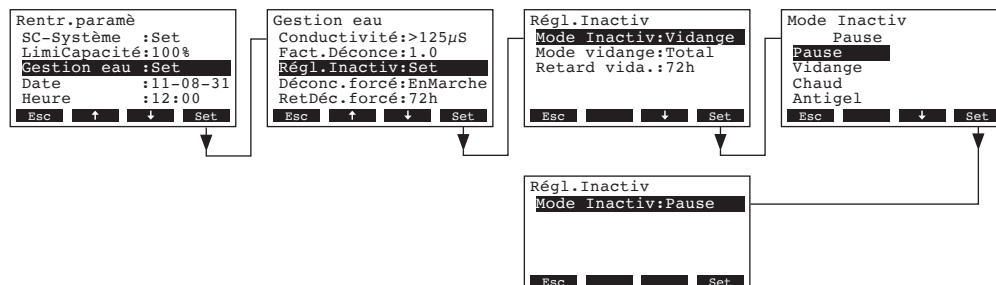 Rentr.paramè
SC-Système :Set
LimiCapacité:100%
Gestion eau :Set
Date :11-08-31
Heure :12:00
Esc ↑ ↓ Set
Gestion eau
Conductivité:>125µS
Fact.Déconce:1.0
Régl.Inactiv:Set
Déconc.forcé:EnMarche
RetDéc.forcé:72h
Esc ↑ ↓ Set
Régl.Inactiv
Mode Inactiv:Vidange
Mode vidange:Total
Retard vida.:72h
Esc ↓ Set
Mode Inactiv
Pause
Pause
Vidange
Chaud
Antigel
Esc ↓ Set
Régl.Inactiv
Mode Inactiv:Pause
Esc Set